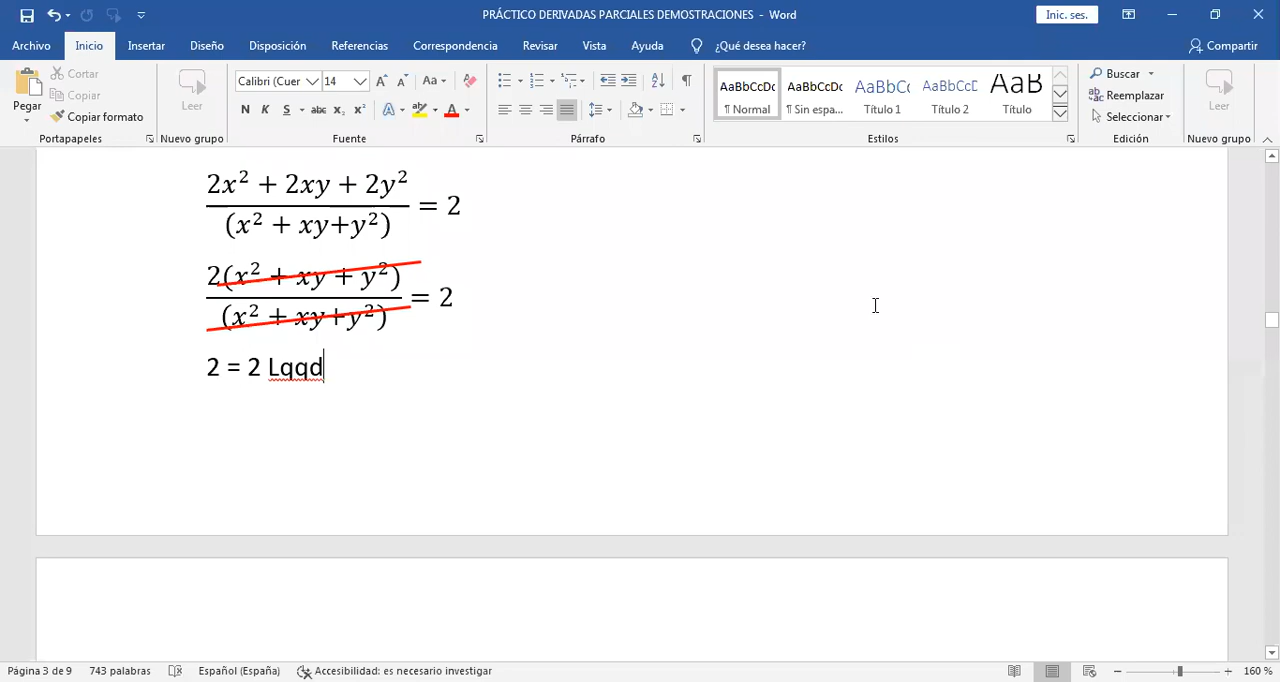 PRÁCTICO DERIVADAS PARCIALES DEMOSTRACIONES - Word
Inic. ses.
Archivo Inicio Insertar Diseño Disposición Referencias Correspondencia Revisar Vista Ayuda ¿Qué desea hacer? Compartir
Pegar
Cortar
Copiar
Copiar formato
Portapapeles
Leer
Nuevo grupo
Calibri (Cuer 14
N K S abc x₂ x²
Fuente
Párrafo
AaBbCcDc AaBbCcDc AaBbCc AaBbCcD AaB
¶ Normal ¶ Sin espa... Título 1 Título 2 Título
Estilos
Buscar
Reemplazar
Seleccionar
Edición
Leer
Nuevo grupo
2x² + 2xy + 2y²
(x² + xy+y²)
= 2
2(x² + xy + y²)
(x² + xy+y²)
= 2
2 = 2 Lqqd
Página 3 de 9 743 palabras Español (España) Accesibilidad: es necesario investigar 160 %